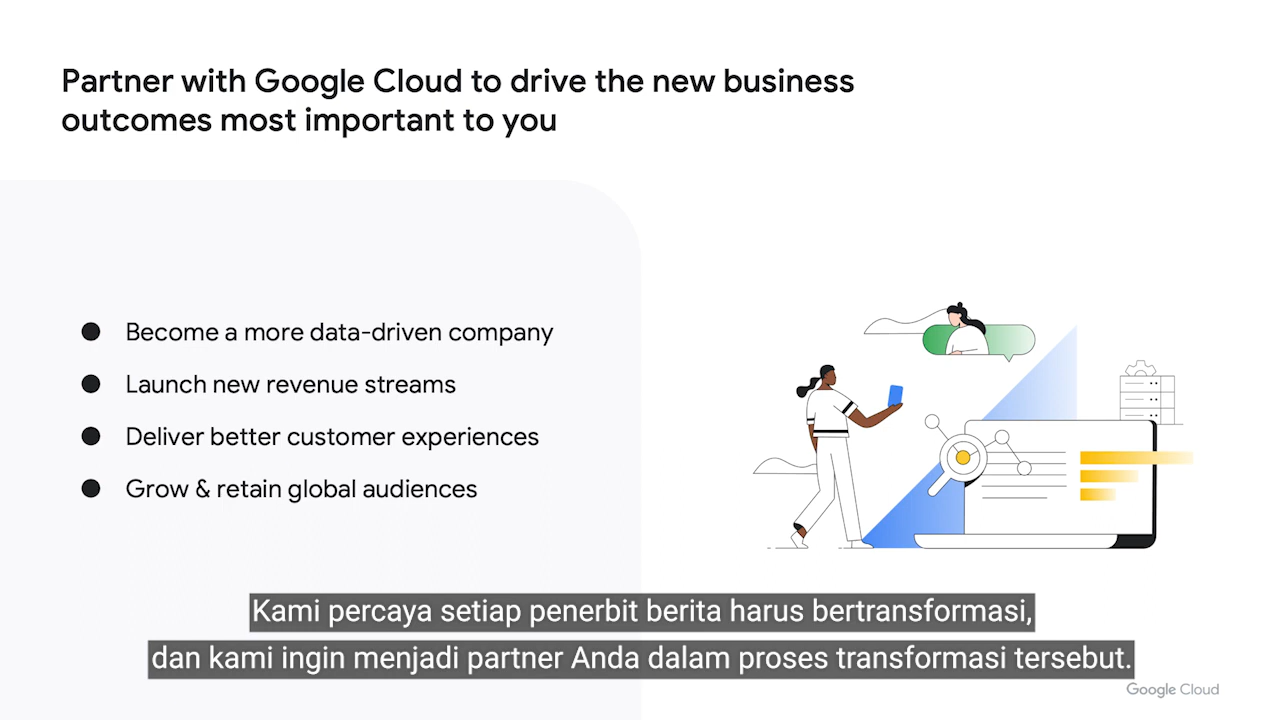 Partner with Google Cloud to drive the new business
outcomes most important to you
Become a more data-driven company
Launch new revenue streams
Deliver better customer experiences
Grow & retain global audiences
Kami percaya setiap penerbit berita harus bertransformasi,
dan kami ingin menjadi partner Anda dalam proses transformasi tersebut.
Google Cloud